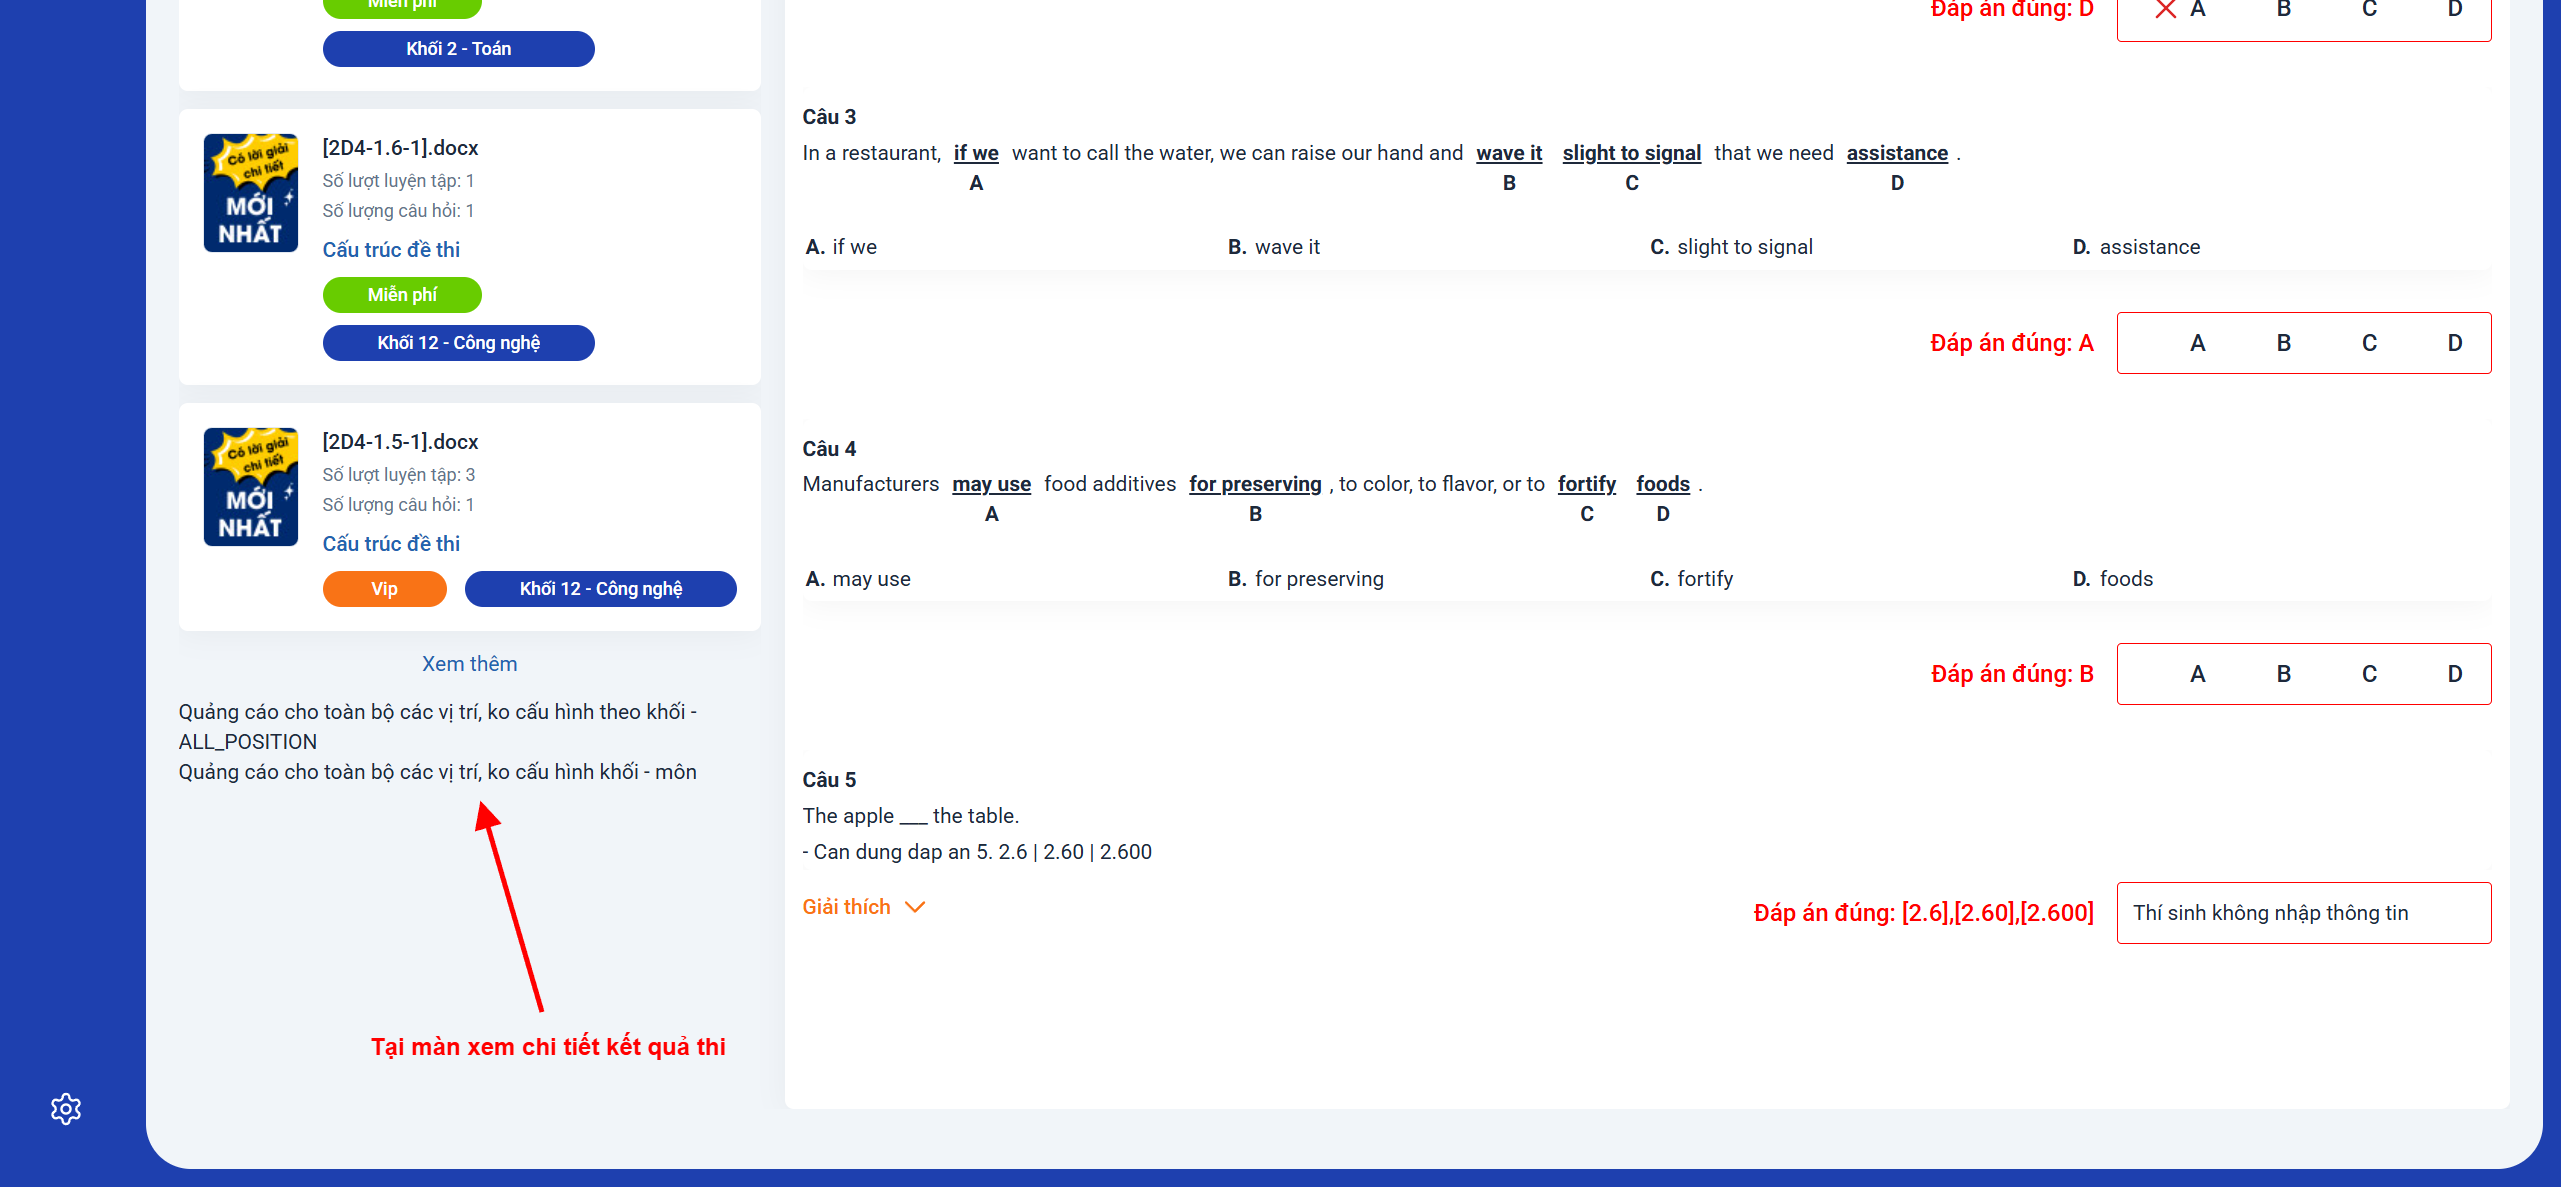 Miễn phí
Khối 2 - Toán
Có lời giải
chi tiết
MỚI
NHẤT
[2D4-1.6-1].docx
Số lượt luyện tập: 1
Số lượng câu hỏi: 1
Cấu trúc đề thi
Miễn phí
Khối 12 - Công nghệ
Có lời giải
chi tiết
MỚI
NHẤT
[2D4-1.5-1].docx
Số lượt luyện tập: 3
Số lượng câu hỏi: 1
Cấu trúc đề thi
Vip Khối 12 - Công nghệ
Xem thêm
Quảng cáo cho toàn bộ các vị trí, ko cấu hình theo khối -
ALL_POSITION
Quảng cáo cho toàn bộ các vị trí, ko cấu hình khối - môn
Tại màn xem chi tiết kết quả thi
Đáp án đúng: D A B C D
Câu 3
In a restaurant, if we want to call the water, we can raise our hand and wave it slight to signal that we need assistance .
A B C D
A. if we B. wave it C. slight to signal D. assistance
Đáp án đúng: A A B C D
Câu 4
Manufacturers may use food additives for preserving , to color, to flavor, or to fortify foods .
A B C D
A. may use B. for preserving C. fortify D. foods
Đáp án đúng: B A B C D
Câu 5
The apple ___ the table.
- Can dung dap an 5. 2.6 | 2.60 | 2.600
Giải thích Đáp án đúng: [2.6],[2.60],[2.600] Thí sinh không nhập thông tin